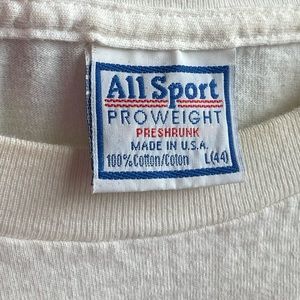 All Sport
PROWEIGHT
PRESHRUNK
MADE IN U.S.A.
100% Cotton/Coton L(44)